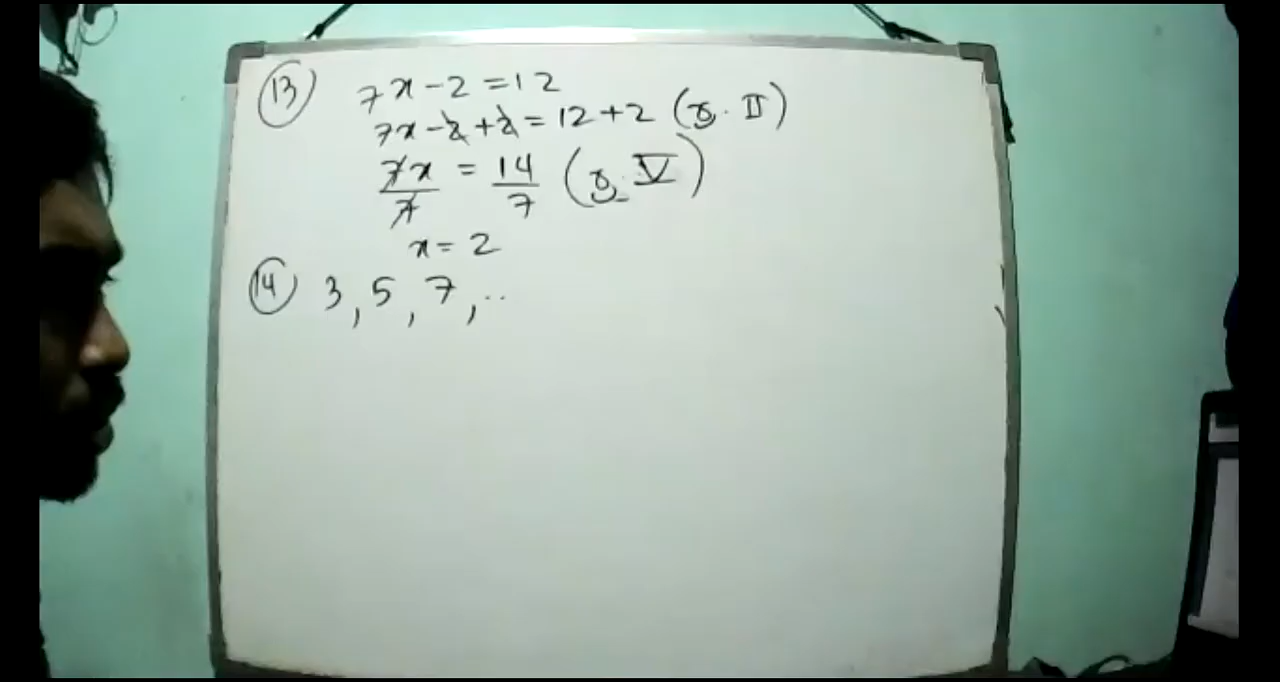 13 7x - 2 = 12
7x - 2 + 2 = 12 + 2 ( . II)
7x/7 = 14/7 ( . V)
x = 2
14 3, 5, 7, ..